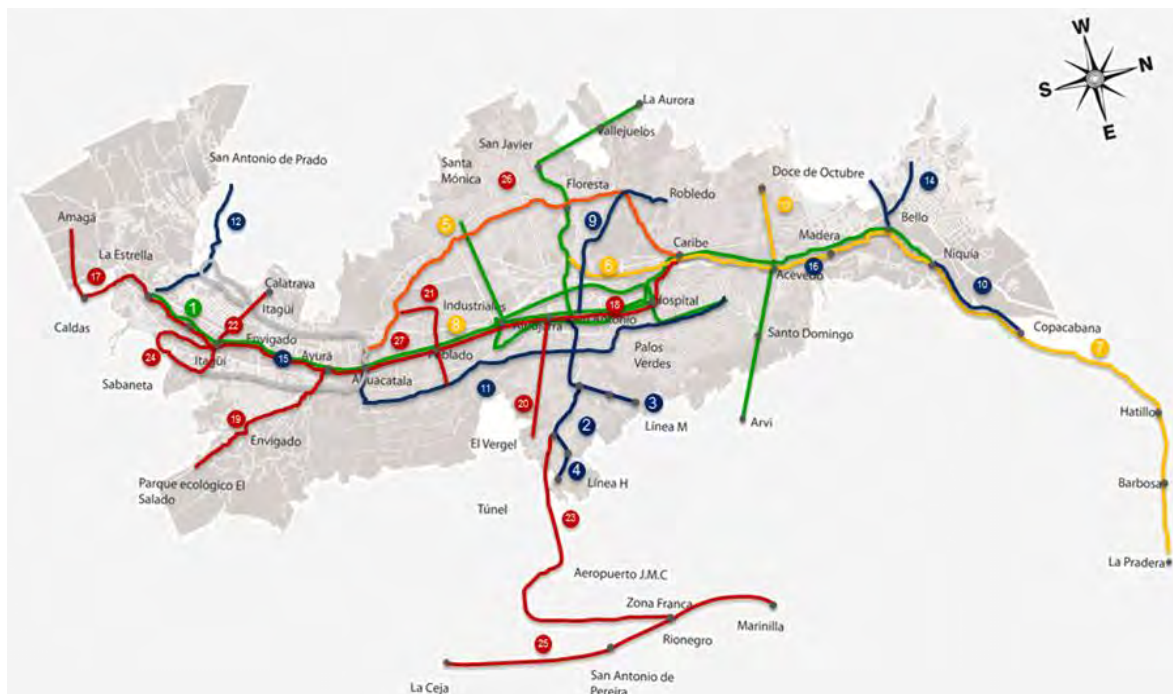 W
N
S
E
La Aurora
Vallejuelos
San Javier
Santa
Mónica
26
Floresta
9
Robledo
Doce de Octubre
14
Bello
San Antonio de Prado
12
Amagá
La Estrella
17
Caldas
1
Calatrava
Itagüí
22
Itagüí
Envigado
24
15
Sabaneta
Ayurá
Aguacatala
19
Envigado
Parque ecológico El
Salado
5
21
Industriales
27
8
Poblado
11
Caribe
6
18
Hospital
Palos
Verdes
Madera
16
Acevedo
Niquía
10
Copacabana
7
Santo Domingo
Arvi
Hatillo
Barbosa
La Pradera
20
El Vergel
2
3
Línea M
4
Línea H
Túnel
23
Aeropuerto J.M.C
Zona Franca
Rionegro
Marinilla
25
La Ceja
San Antonio de
Pereira